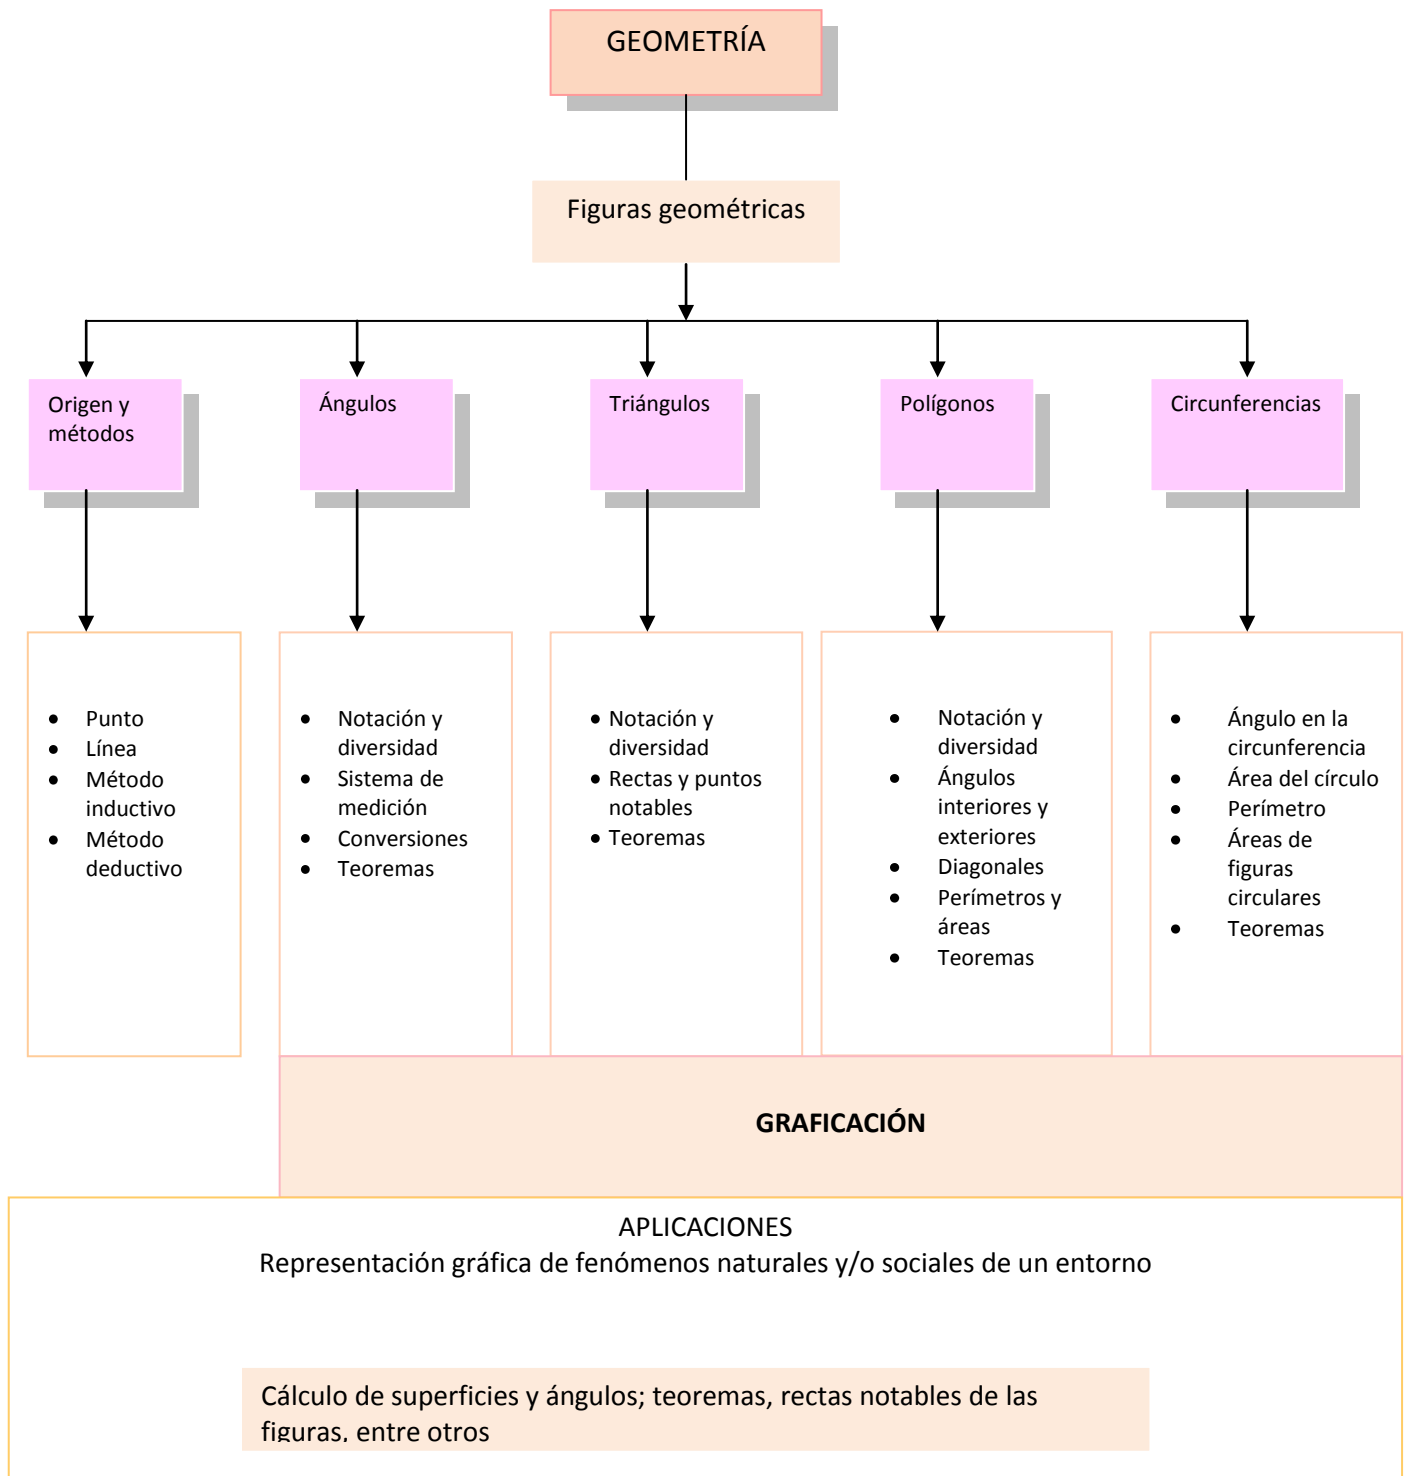 GEOMETRÍA
Figuras geométricas
Origen y
métodos
Ángulos
Triángulos
Polígonos
Circunferencias
• Punto
• Línea
• Método
inductivo
• Método
deductivo
• Notación y
diversidad
• Sistema de
medición
• Conversiones
• Teoremas
• Notación y
diversidad
• Rectas y puntos
notables
• Teoremas
• Notación y
diversidad
• Ángulos
interiores y
exteriores
• Diagonales
• Perímetros y
áreas
• Teoremas
• Ángulo en la
circunferencia
• Área del círculo
• Perímetro
• Áreas de
figuras
circulares
• Teoremas
GRAFICACIÓN
APLICACIONES
Representación gráfica de fenómenos naturales y/o sociales de un entorno
Cálculo de superficies y ángulos; teoremas, rectas notables de las
figuras, entre otros